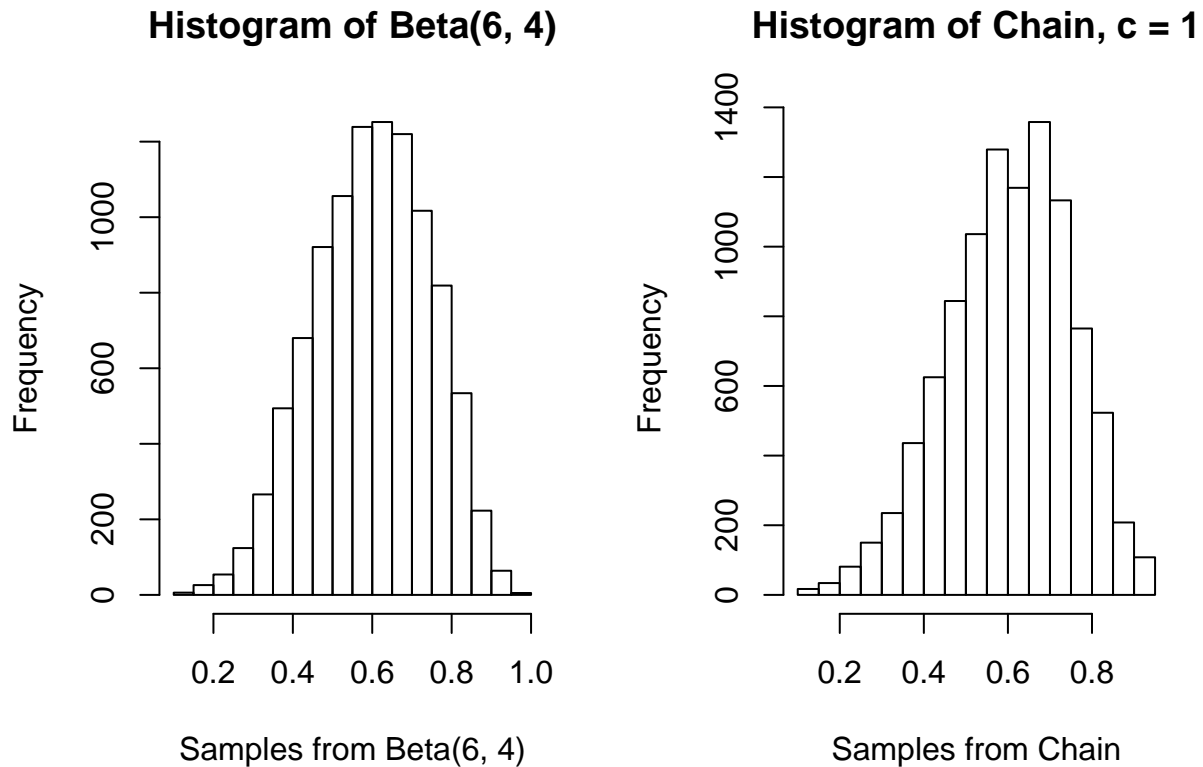 Histogram of Beta(6, 4)
Frequency
0
200
600
1000
0.2 0.4 0.6 0.8 1.0
Samples from Beta(6, 4)
Histogram of Chain, c = 1
Frequency
0
200
600
1000
1400
0.2 0.4 0.6 0.8
Samples from Chain